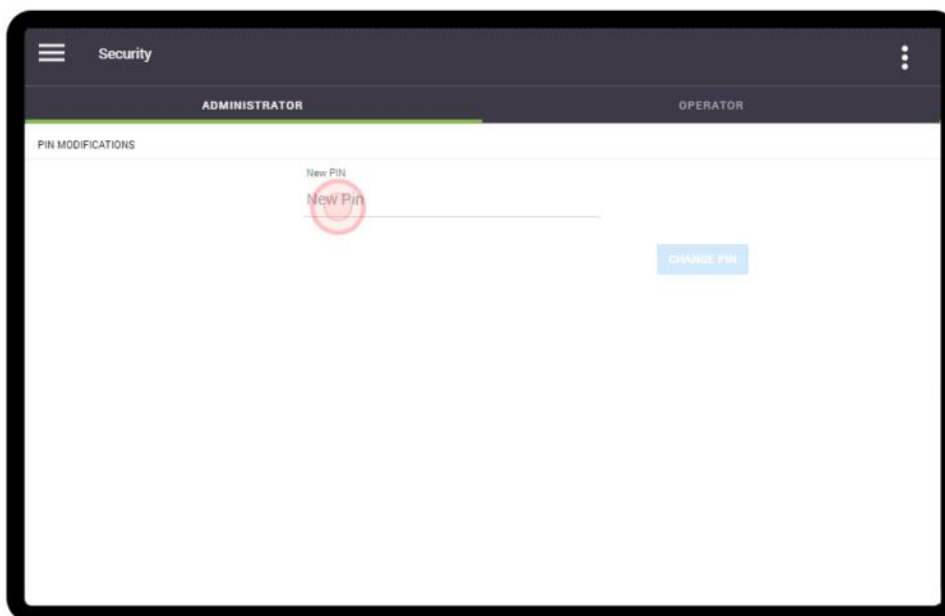 Security
ADMINISTRATOR OPERATOR
PIN MODIFICATIONS
New PIN
New Pin
CHANGE PIN